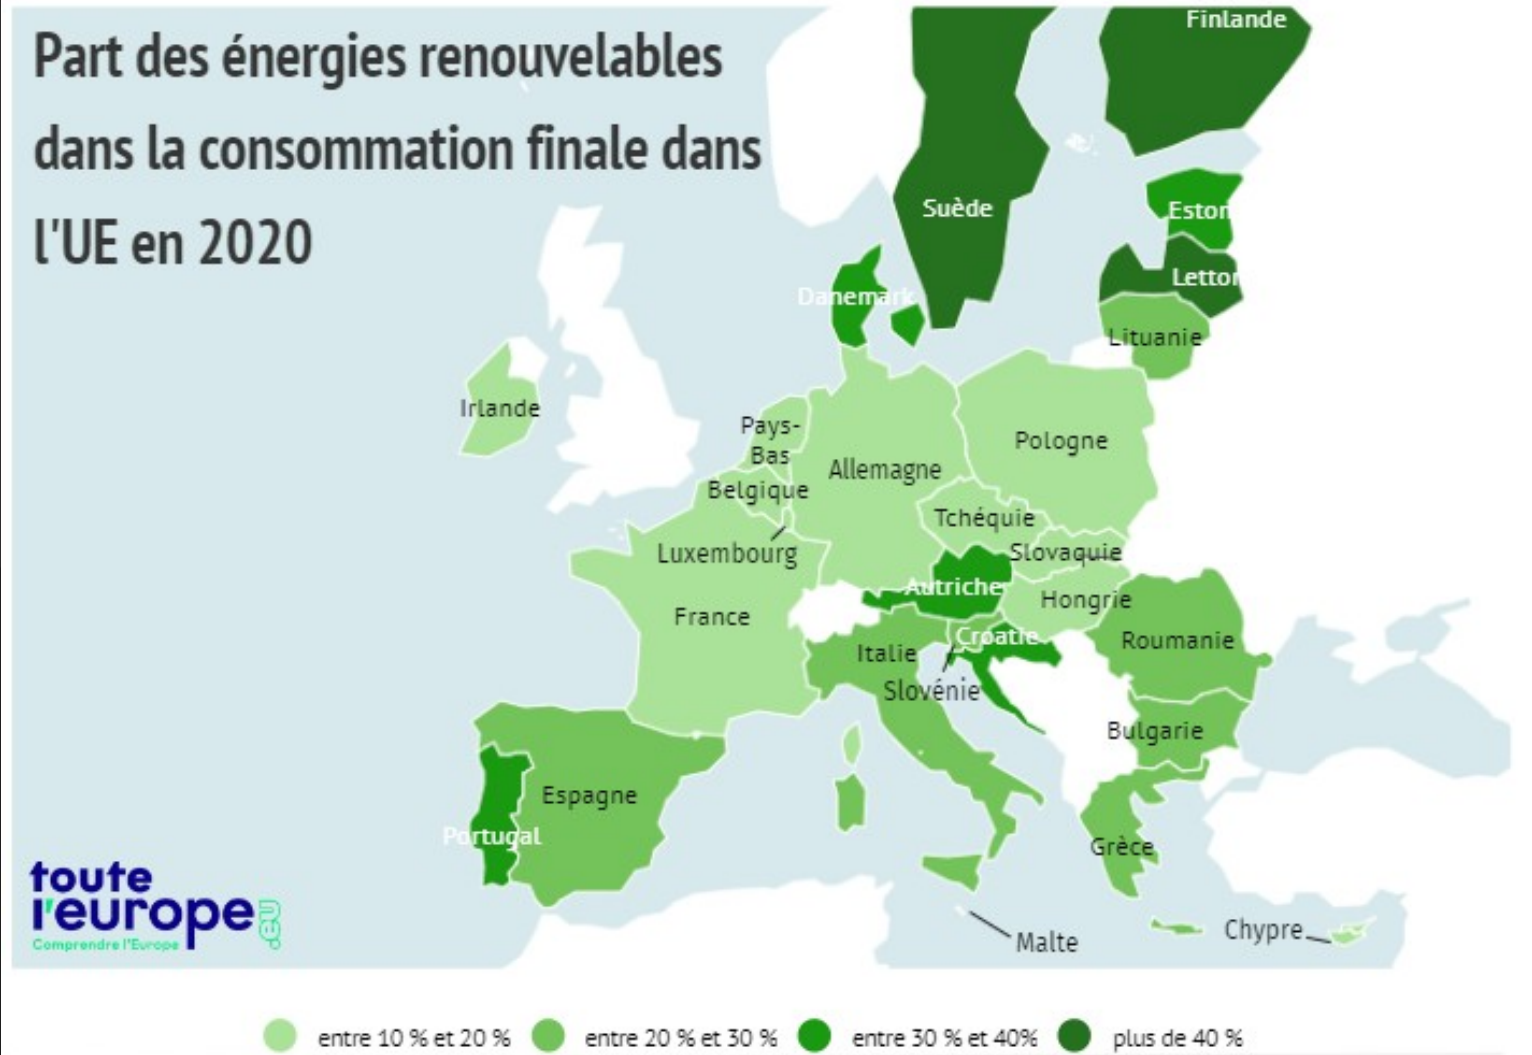 Part des énergies renouvelables
dans la consommation finale dans
l'UE en 2020
Finlande
Suède
Eston
Letton
Danemark
Lituanie
Irlande
Pays-
Bas
Pologne
Allemagne
Belgique
Tchéquie
Luxembourg
Slovaquie
Autriche
Hongrie
France
Croatie
Roumanie
Italie
Slovénie
Bulgarie
Espagne
Portugal
Grèce
toute
l'europe.eu
Comprendre l'Europe
Chypre
Malte
entre 10 % et 20 % entre 20 % et 30 % entre 30 % et 40% plus de 40 %